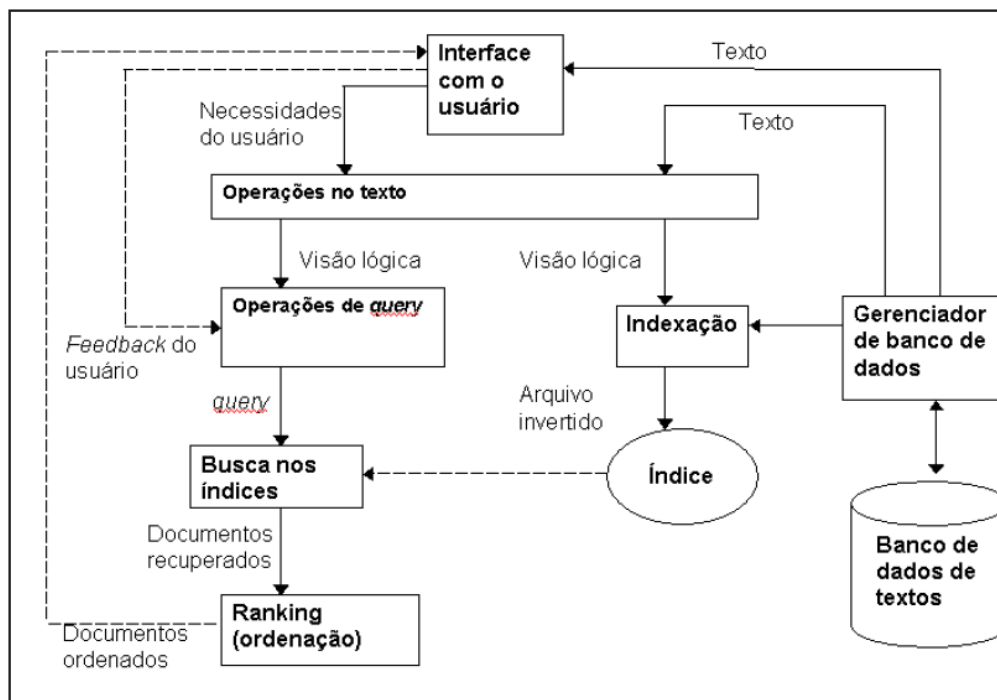 Interface
com o
usuário
Texto
Necessidades
do usuário
Texto
Operações no texto
Visão lógica
Visão lógica
Operações de query
Indexação
Gerenciador
de banco de
dados
Feedback do
usuário
query
Arquivo
invertido
Busca nos
índices
Índice
Documentos
recuperados
Banco de
dados de
textos
Ranking
(ordenação)
Documentos
ordenados